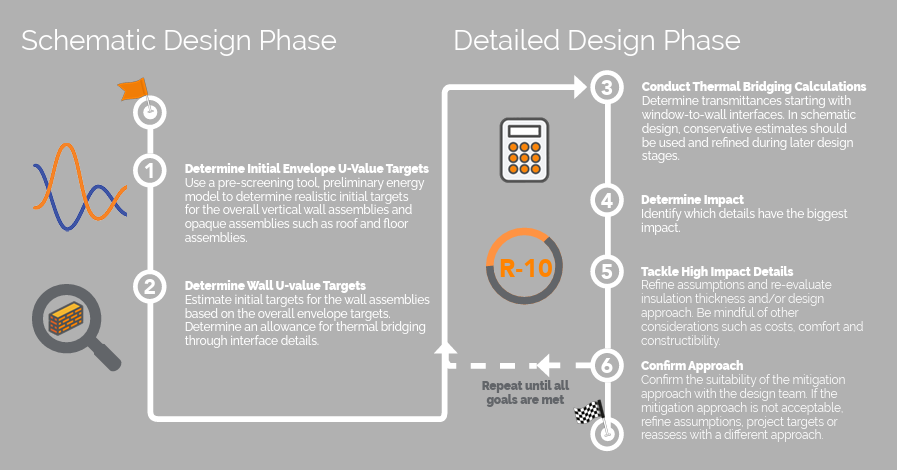 Schematic Design Phase
1
Determine Initial Envelope U-Value Targets
Use a pre-screening tool, preliminary energy
model to determine realistic initial targets
for the overall vertical wall assemblies and
opaque assemblies such as roof and floor
assemblies.
2
Determine Wall U-value Targets
Estimate initial targets for the wall assemblies
based on the overall envelope targets.
Determine an allowance for thermal bridging
through interface details.
Detailed Design Phase
3
Conduct Thermal Bridging Calculations
Determine transmittances starting with
window-to-wall interfaces. In schematic
design, conservative estimates should
be used and refined during later design
stages.
4
Determine Impact
Identify which details have the biggest
impact.
R-10
5
Tackle High Impact Details
Refine assumptions and re-evaluate
insulation thickness and/or design
approach. Be mindful of other
considerations such as costs, comfort and
constructibility.
6
Confirm Approach
Confirm the suitability of the mitigation
approach with the design team. If the
mitigation approach is not acceptable,
refine assumptions, project targets or
reassess with a different approach.
Repeat until all
goals are met